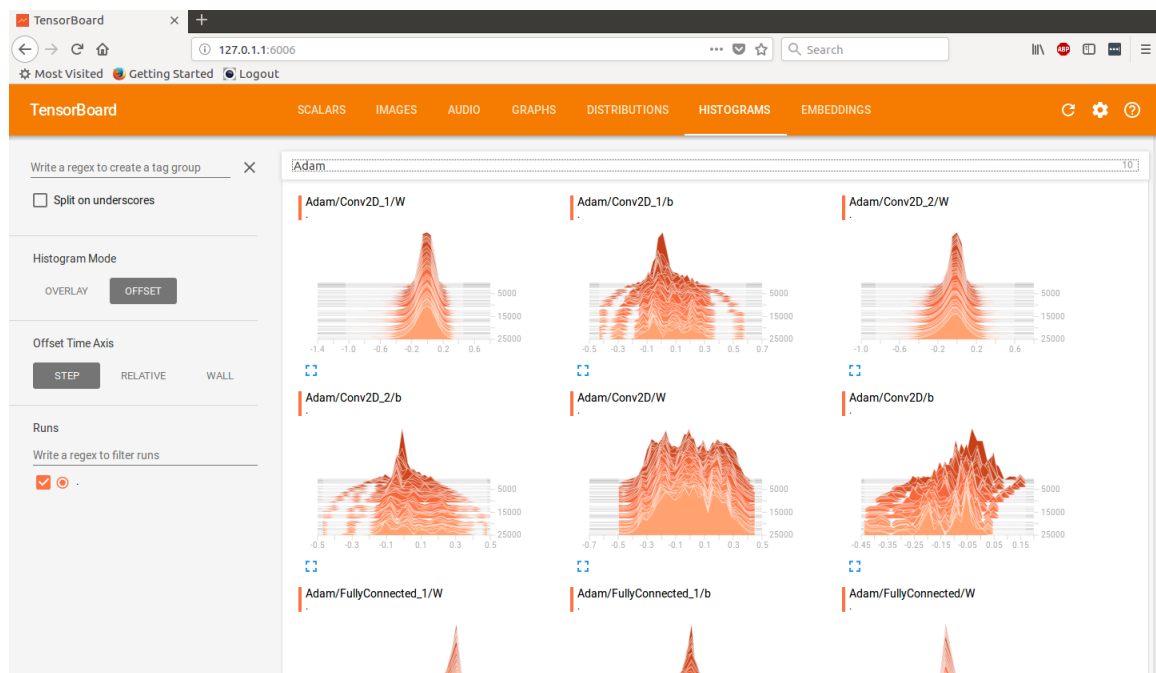 TensorBoard
127.0.1.1:6006
Search
ABP
Most Visited Getting Started Logout
TensorBoard SCALARS IMAGES AUDIO GRAPHS DISTRIBUTIONS HISTOGRAMS EMBEDDINGS
Write a regex to create a tag group
Split on underscores
Histogram Mode
OVERLAY OFFSET
Offset Time Axis
STEP RELATIVE WALL
Runs
Write a regex to filter runs
.
Adam 10
Adam/Conv2D_1/W
.
5000
15000
25000
-1.4 -1.0 -0.6 -0.2 0.2 0.6
Adam/Conv2D_1/b
.
5000
15000
25000
-0.5 -0.3 -0.1 0.1 0.3 0.5 0.7
Adam/Conv2D_2/W
.
5000
15000
25000
-1.0 -0.6 -0.2 0.2 0.6
Adam/Conv2D_2/b
.
5000
15000
25000
-0.5 -0.3 -0.1 0.1 0.3 0.5
Adam/Conv2D/W
.
5000
15000
25000
-0.7 -0.5 -0.3 -0.1 0.1 0.3 0.5
Adam/Conv2D/b
.
5000
15000
25000
-0.45 -0.35 -0.25 -0.15 -0.05 0.05 0.15
Adam/FullyConnected_1/W
.
Adam/FullyConnected_1/b
.
Adam/FullyConnected/W
.